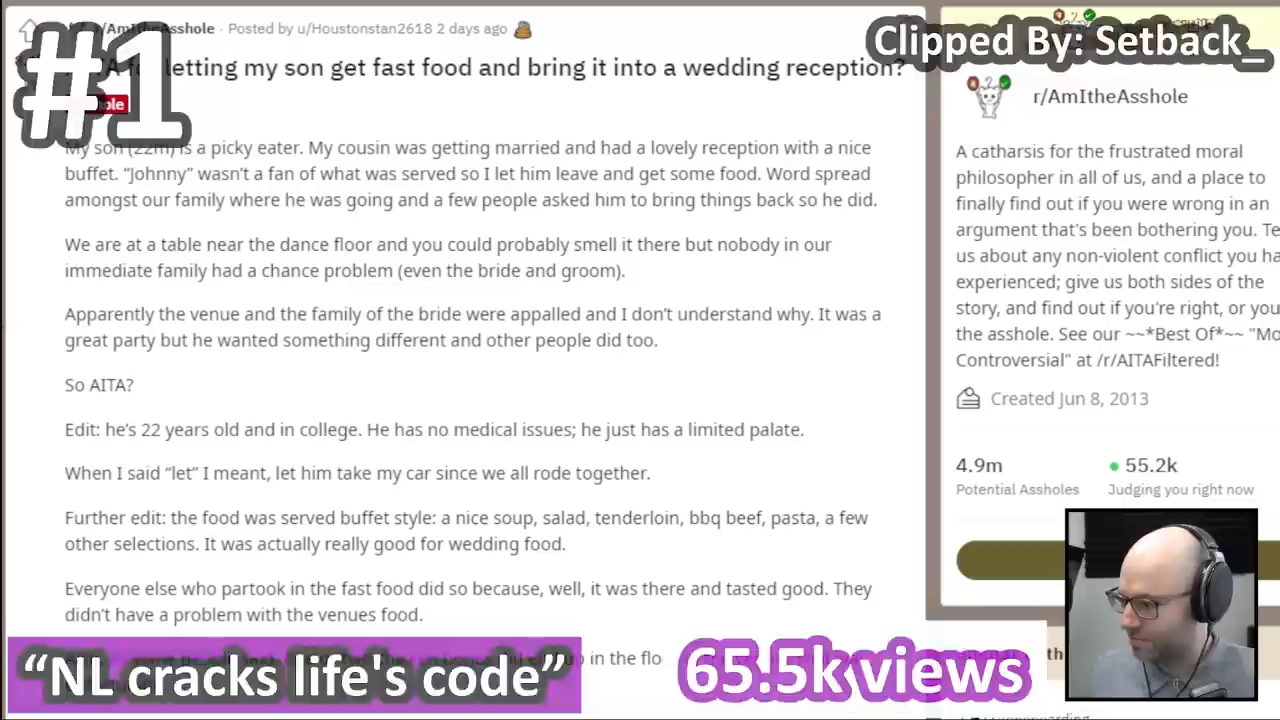 #1
r/AmItheAsshole · Posted by u/Houstonstan2618 2 days ago
letting my son get fast food and bring it into a wedding reception?
My son (22m) is a picky eater. My cousin was getting married and had a lovely reception with a nice
buffet. “Johnny” wasn’t a fan of what was served so I let him leave and get some food. Word spread
amongst our family where he was going and a few people asked him to bring things back so he did.
We are at a table near the dance floor and you could probably smell it there but nobody in our
immediate family had a chance problem (even the bride and groom).
Apparently the venue and the family of the bride were appalled and I don’t understand why. It was a
great party but he wanted something different and other people did too.
So AITA?
Edit: he’s 22 years old and in college. He has no medical issues; he just has a limited palate.
When I said “let” I meant, let him take my car since we all rode together.
Further edit: the food was served buffet style: a nice soup, salad, tenderloin, bbq beef, pasta, a few
other selections. It was actually really good for wedding food.
Everyone else who partook in the fast food did so because, well, it was there and tasted good. They
didn’t have a problem with the venues food.
in the flo
“NL cracks life's code”
65.5k views
Clipped By: Setback_
r/AmItheAsshole
A catharsis for the frustrated moral
philosopher in all of us, and a place to
finally find out if you were wrong in an
argument that's been bothering you. Te
us about any non-violent conflict you ha
experienced; give us both sides of the
story, and find out if you're right, or you
the asshole. See our ~~*Best Of*~~ "Mo
Controversial" at /r/AITAFiltered!
Created Jun 8, 2013
4.9m 55.2k
Potential Assholes Judging you right now